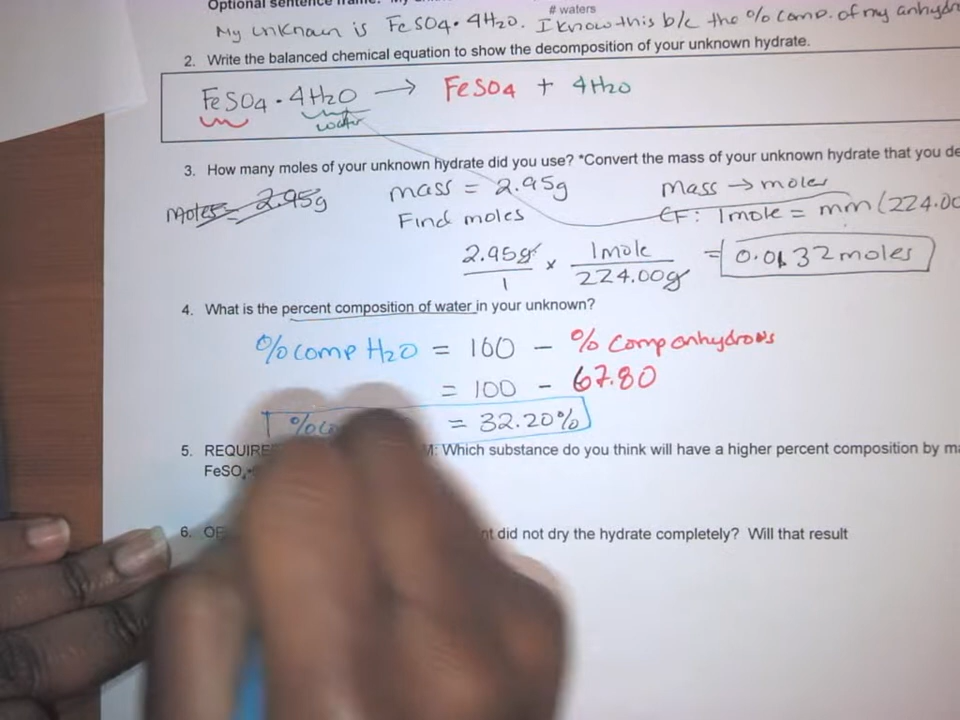 Optional sentence frame: My
# waters
My unknown is FeSO4 • 4H2O. I know this b/c the % comp. of my anhydro
2. Write the balanced chemical equation to show the decomposition of your unknown hydrate.
FeSO4 • 4H2O → FeSO4 + 4H2O
water
3. How many moles of your unknown hydrate did you use? *Convert the mass of your unknown hydrate that you de
moles = 2.95g mass = 2.95g Mass → moles
Find moles CF: 1mole = mm (224.00
2.95g / 1 x 1mole / 224.00g = 0.0132 moles
4. What is the percent composition of water in your unknown?
% comp H2O = 100 - % comp anhydrous
= 100 - 67.80
% co = 32.20%
5. REQUIRE M: Which substance do you think will have a higher percent composition by ma
FeSO4•
6. did not dry the hydrate completely? Will that result